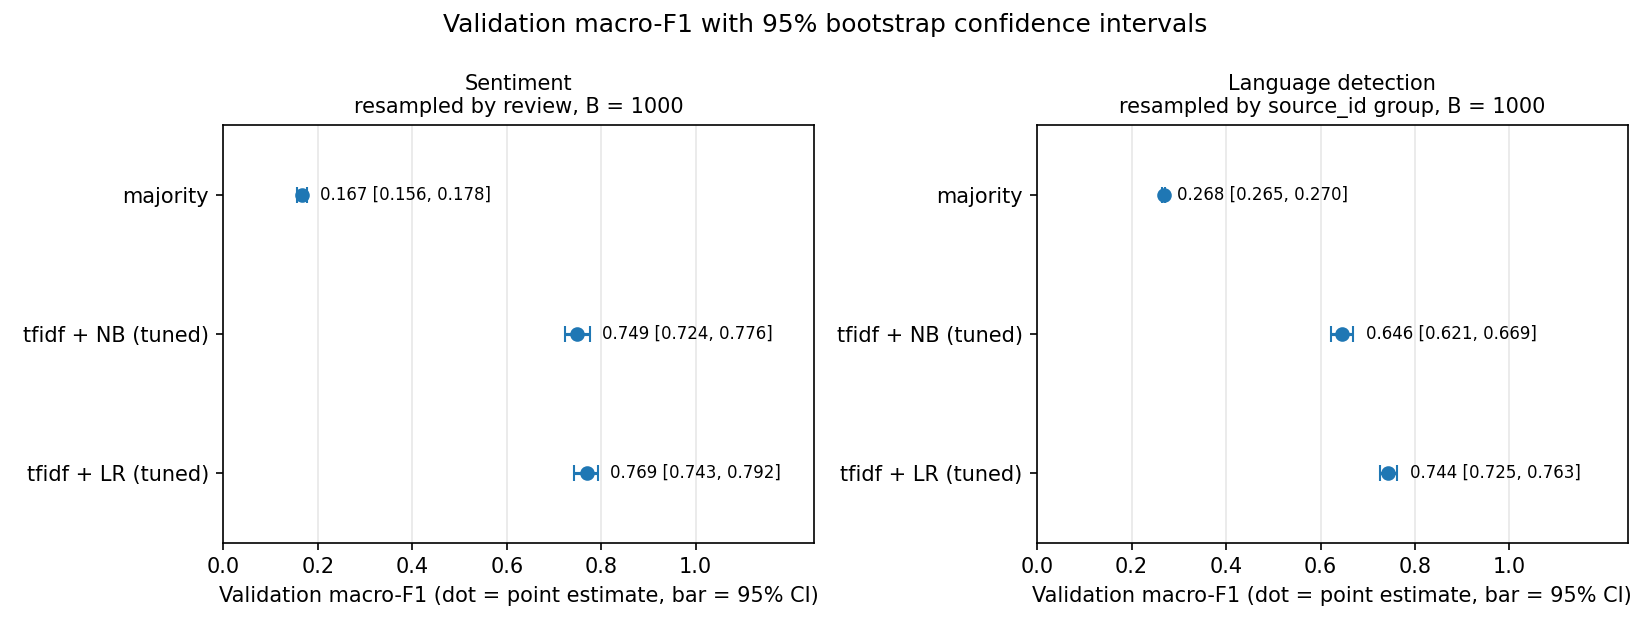 Validation macro-F1 with 95% bootstrap confidence intervals
Sentiment
resampled by review, B = 1000
majority
0.167 [0.156, 0.178]
tfidf + NB (tuned)
0.749 [0.724, 0.776]
tfidf + LR (tuned)
0.769 [0.743, 0.792]
0.0 0.2 0.4 0.6 0.8 1.0
Validation macro-F1 (dot = point estimate, bar = 95% CI)
Language detection
resampled by source_id group, B = 1000
majority
0.268 [0.265, 0.270]
tfidf + NB (tuned)
0.646 [0.621, 0.669]
tfidf + LR (tuned)
0.744 [0.725, 0.763]
0.0 0.2 0.4 0.6 0.8 1.0
Validation macro-F1 (dot = point estimate, bar = 95% CI)